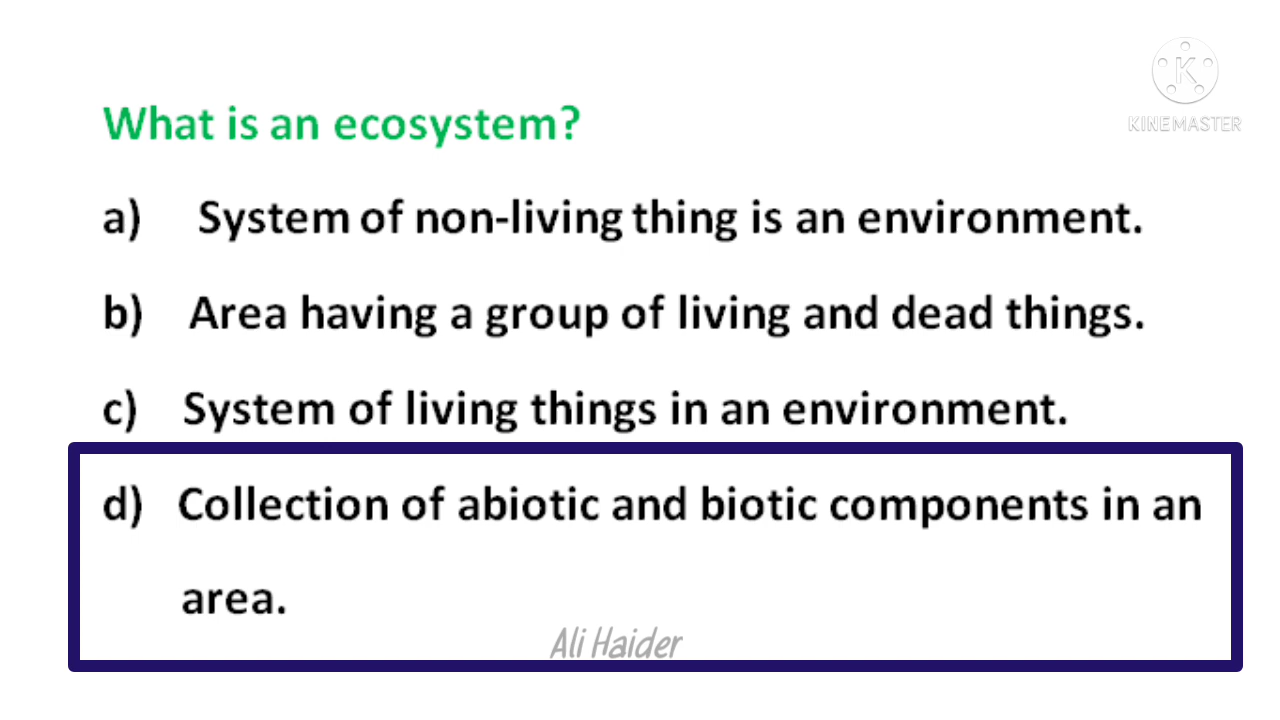 KINEMASTER
What is an ecosystem?
a) System of non-living thing is an environment.
b) Area having a group of living and dead things.
c) System of living things in an environment.
d) Collection of abiotic and biotic components in an
area.
Ali Haider